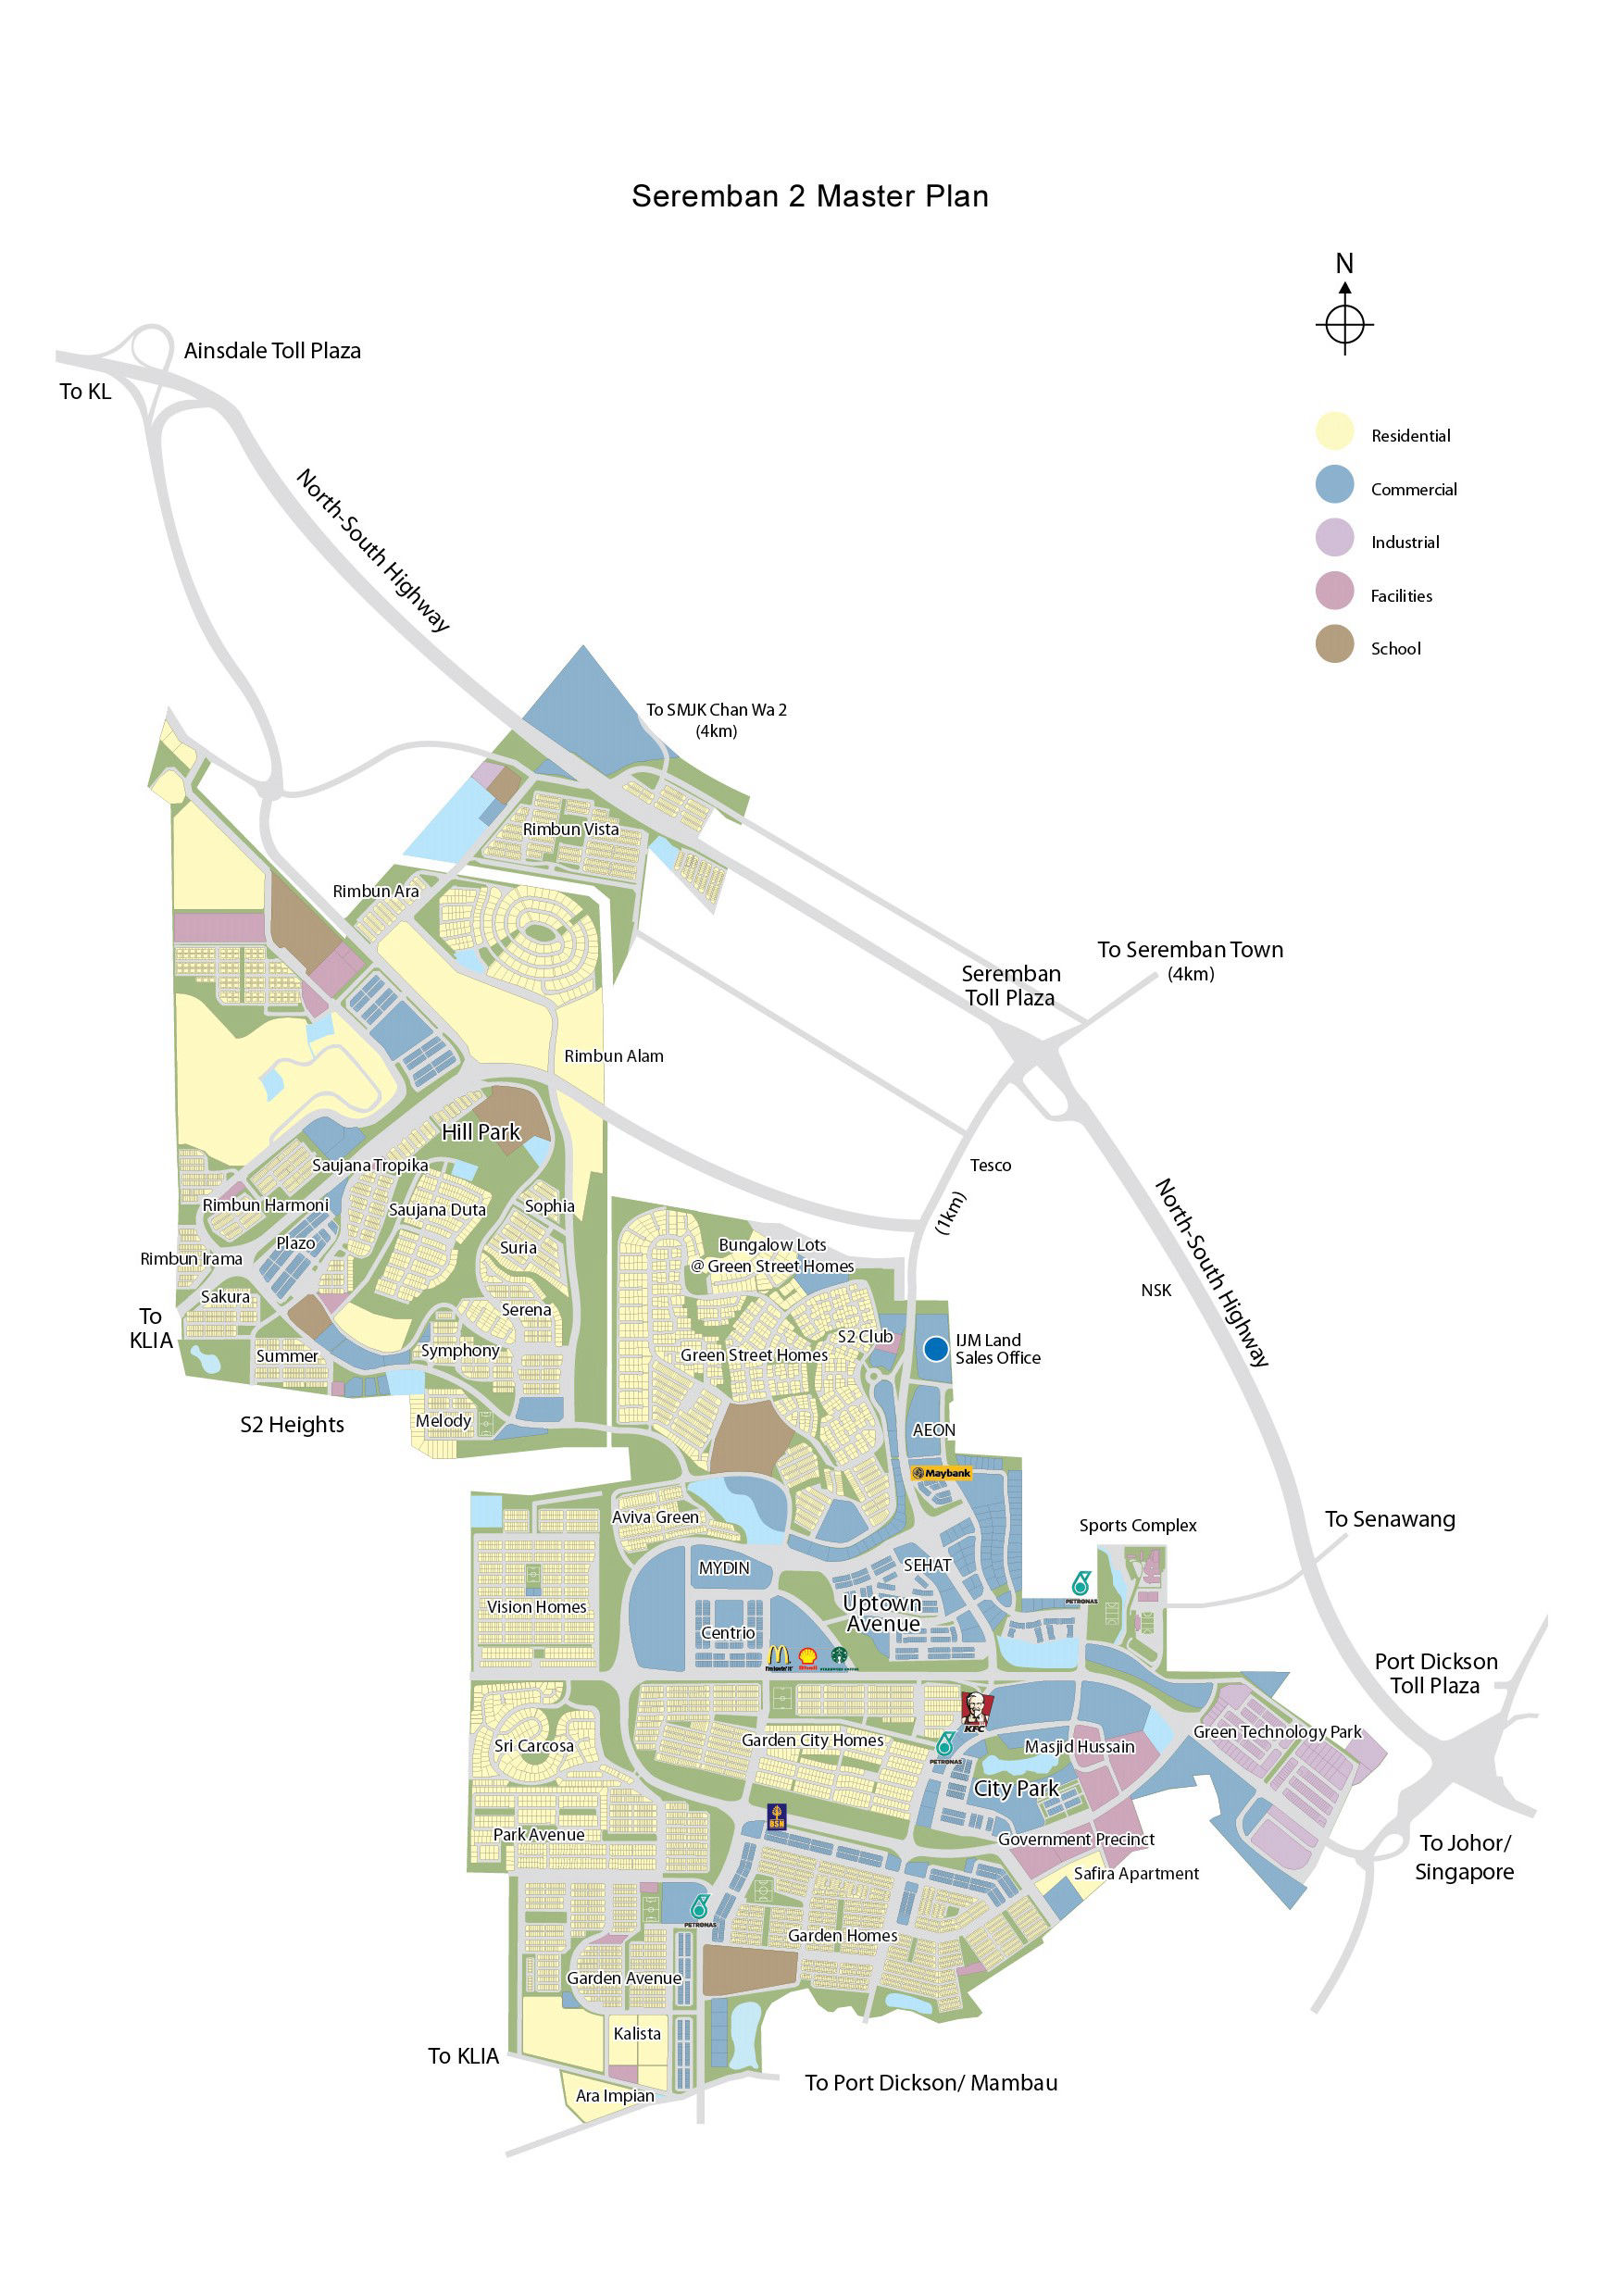 Seremban 2 Master Plan
N
Ainsdale Toll Plaza
To KL
Residential
Commercial
Industrial
Facilities
School
North-South Highway
To SMJK Chan Wa 2
(4km)
Rimbun Vista
Rimbun Ara
To Seremban Town
(4km)
Seremban
Toll Plaza
Rimbun Alam
Hill Park
Saujana Tropika
Tesco
(1km)
Rimbun Harmoni
Saujana Duta
Sophia
Plazo
Suria
Rimbun Irama
Bungalow Lots
@ Green Street Homes
North-South Highway
NSK
Sakura
Serena
To
KLIA
S2 Club
IJM Land
Sales Office
Summer
Symphony
Green Street Homes
S2 Heights
Melody
AEON
Maybank
Aviva Green
Sports Complex
To Senawang
MYDIN
SEHAT
PETRONAS
Vision Homes
Uptown
Avenue
Centrio
i'm lovin' it
Port Dickson
Toll Plaza
KFC
Green Technology Park
Sri Carcosa
Garden City Homes
PETRONAS
Masjid Hussain
City Park
BSN
Park Avenue
Government Precinct
To Johor/
Singapore
Safira Apartment
PETRONAS
Garden Homes
Garden Avenue
Kalista
To KLIA
To Port Dickson/ Mambau
Ara Impian